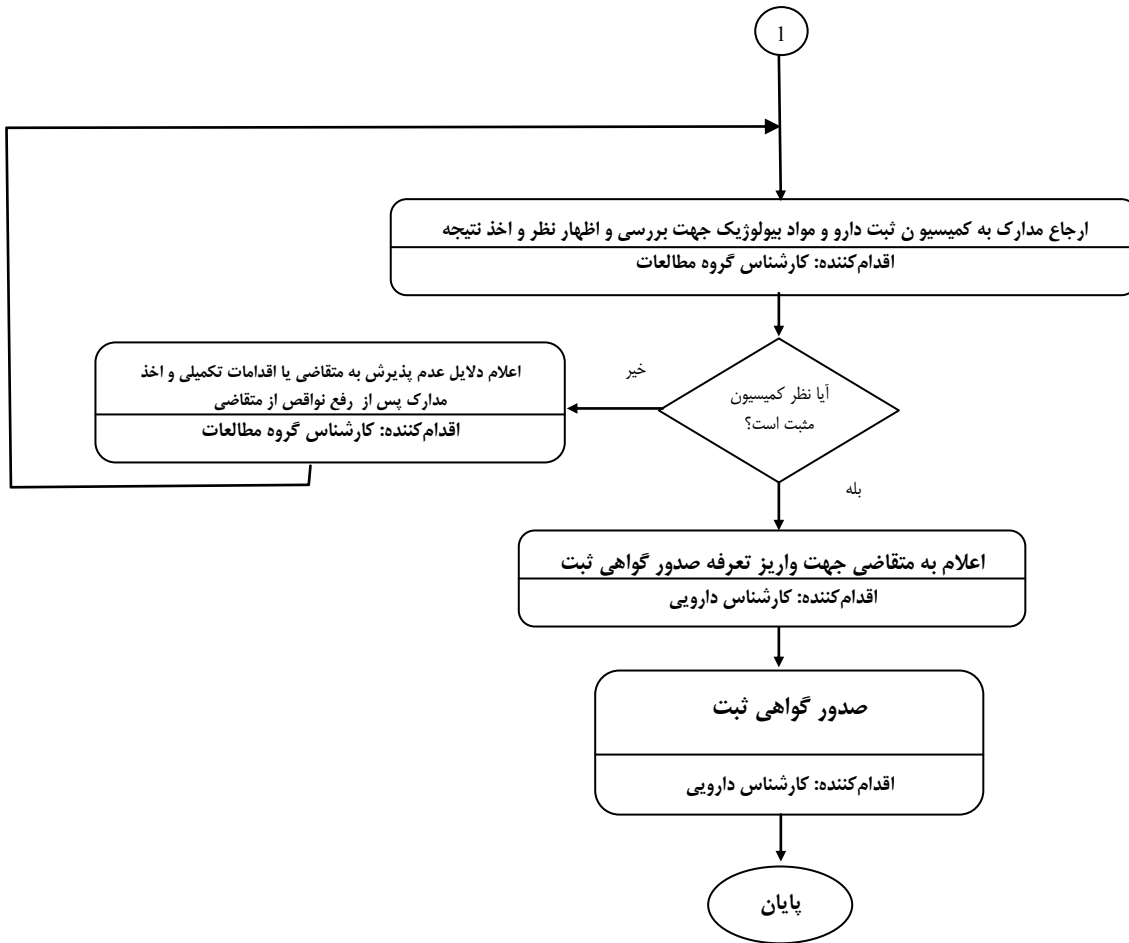 1
ارجاع مدارک به کمیسیو ن ثبت دارو و مواد بیولوژیک جهت بررسی و اظهار نظر و اخذ نتیجه
اقدام‌کننده: کارشناس گروه مطالعات
آیا نظر کمیسیون
مثبت است؟
خیر
اعلام دلایل عدم پذیرش به متقاضی یا اقدامات تکمیلی و اخذ
مدارک پس از رفع نواقص از متقاضی
اقدام‌کننده: کارشناس گروه مطالعات
بله
اعلام به متقاضی جهت واریز تعرفه صدور گواهی ثبت
اقدام‌کننده: کارشناس دارویی
صدور گواهی ثبت
اقدام‌کننده: کارشناس دارویی
پایان